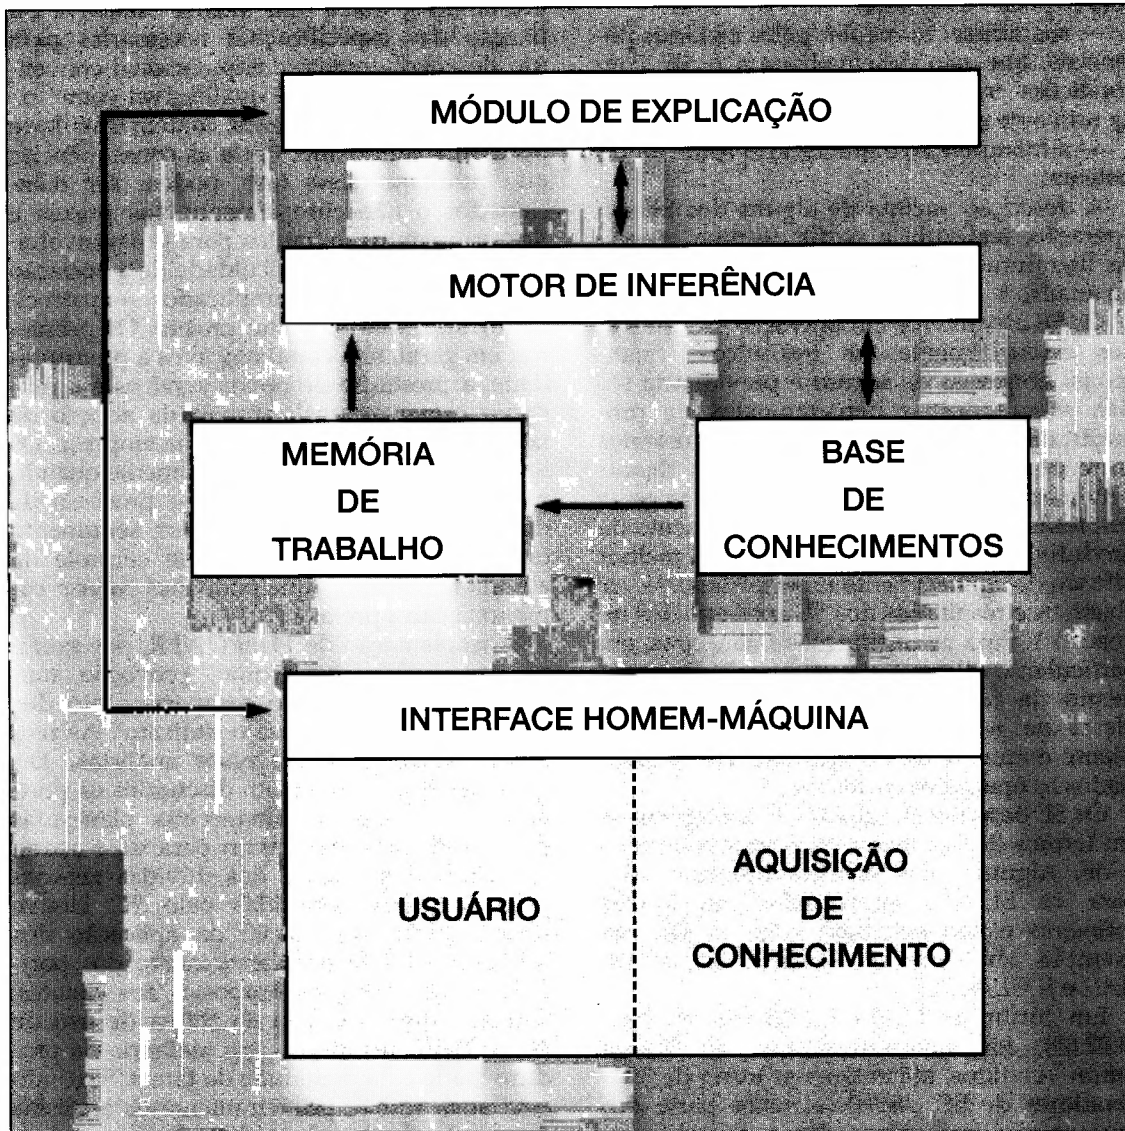 MÓDULO DE EXPLICAÇÃO
MOTOR DE INFERÊNCIA
MEMÓRIA
DE
TRABALHO
BASE
DE
CONHECIMENTOS
INTERFACE HOMEM-MÁQUINA
USUÁRIO
AQUISIÇÃO
DE
CONHECIMENTO